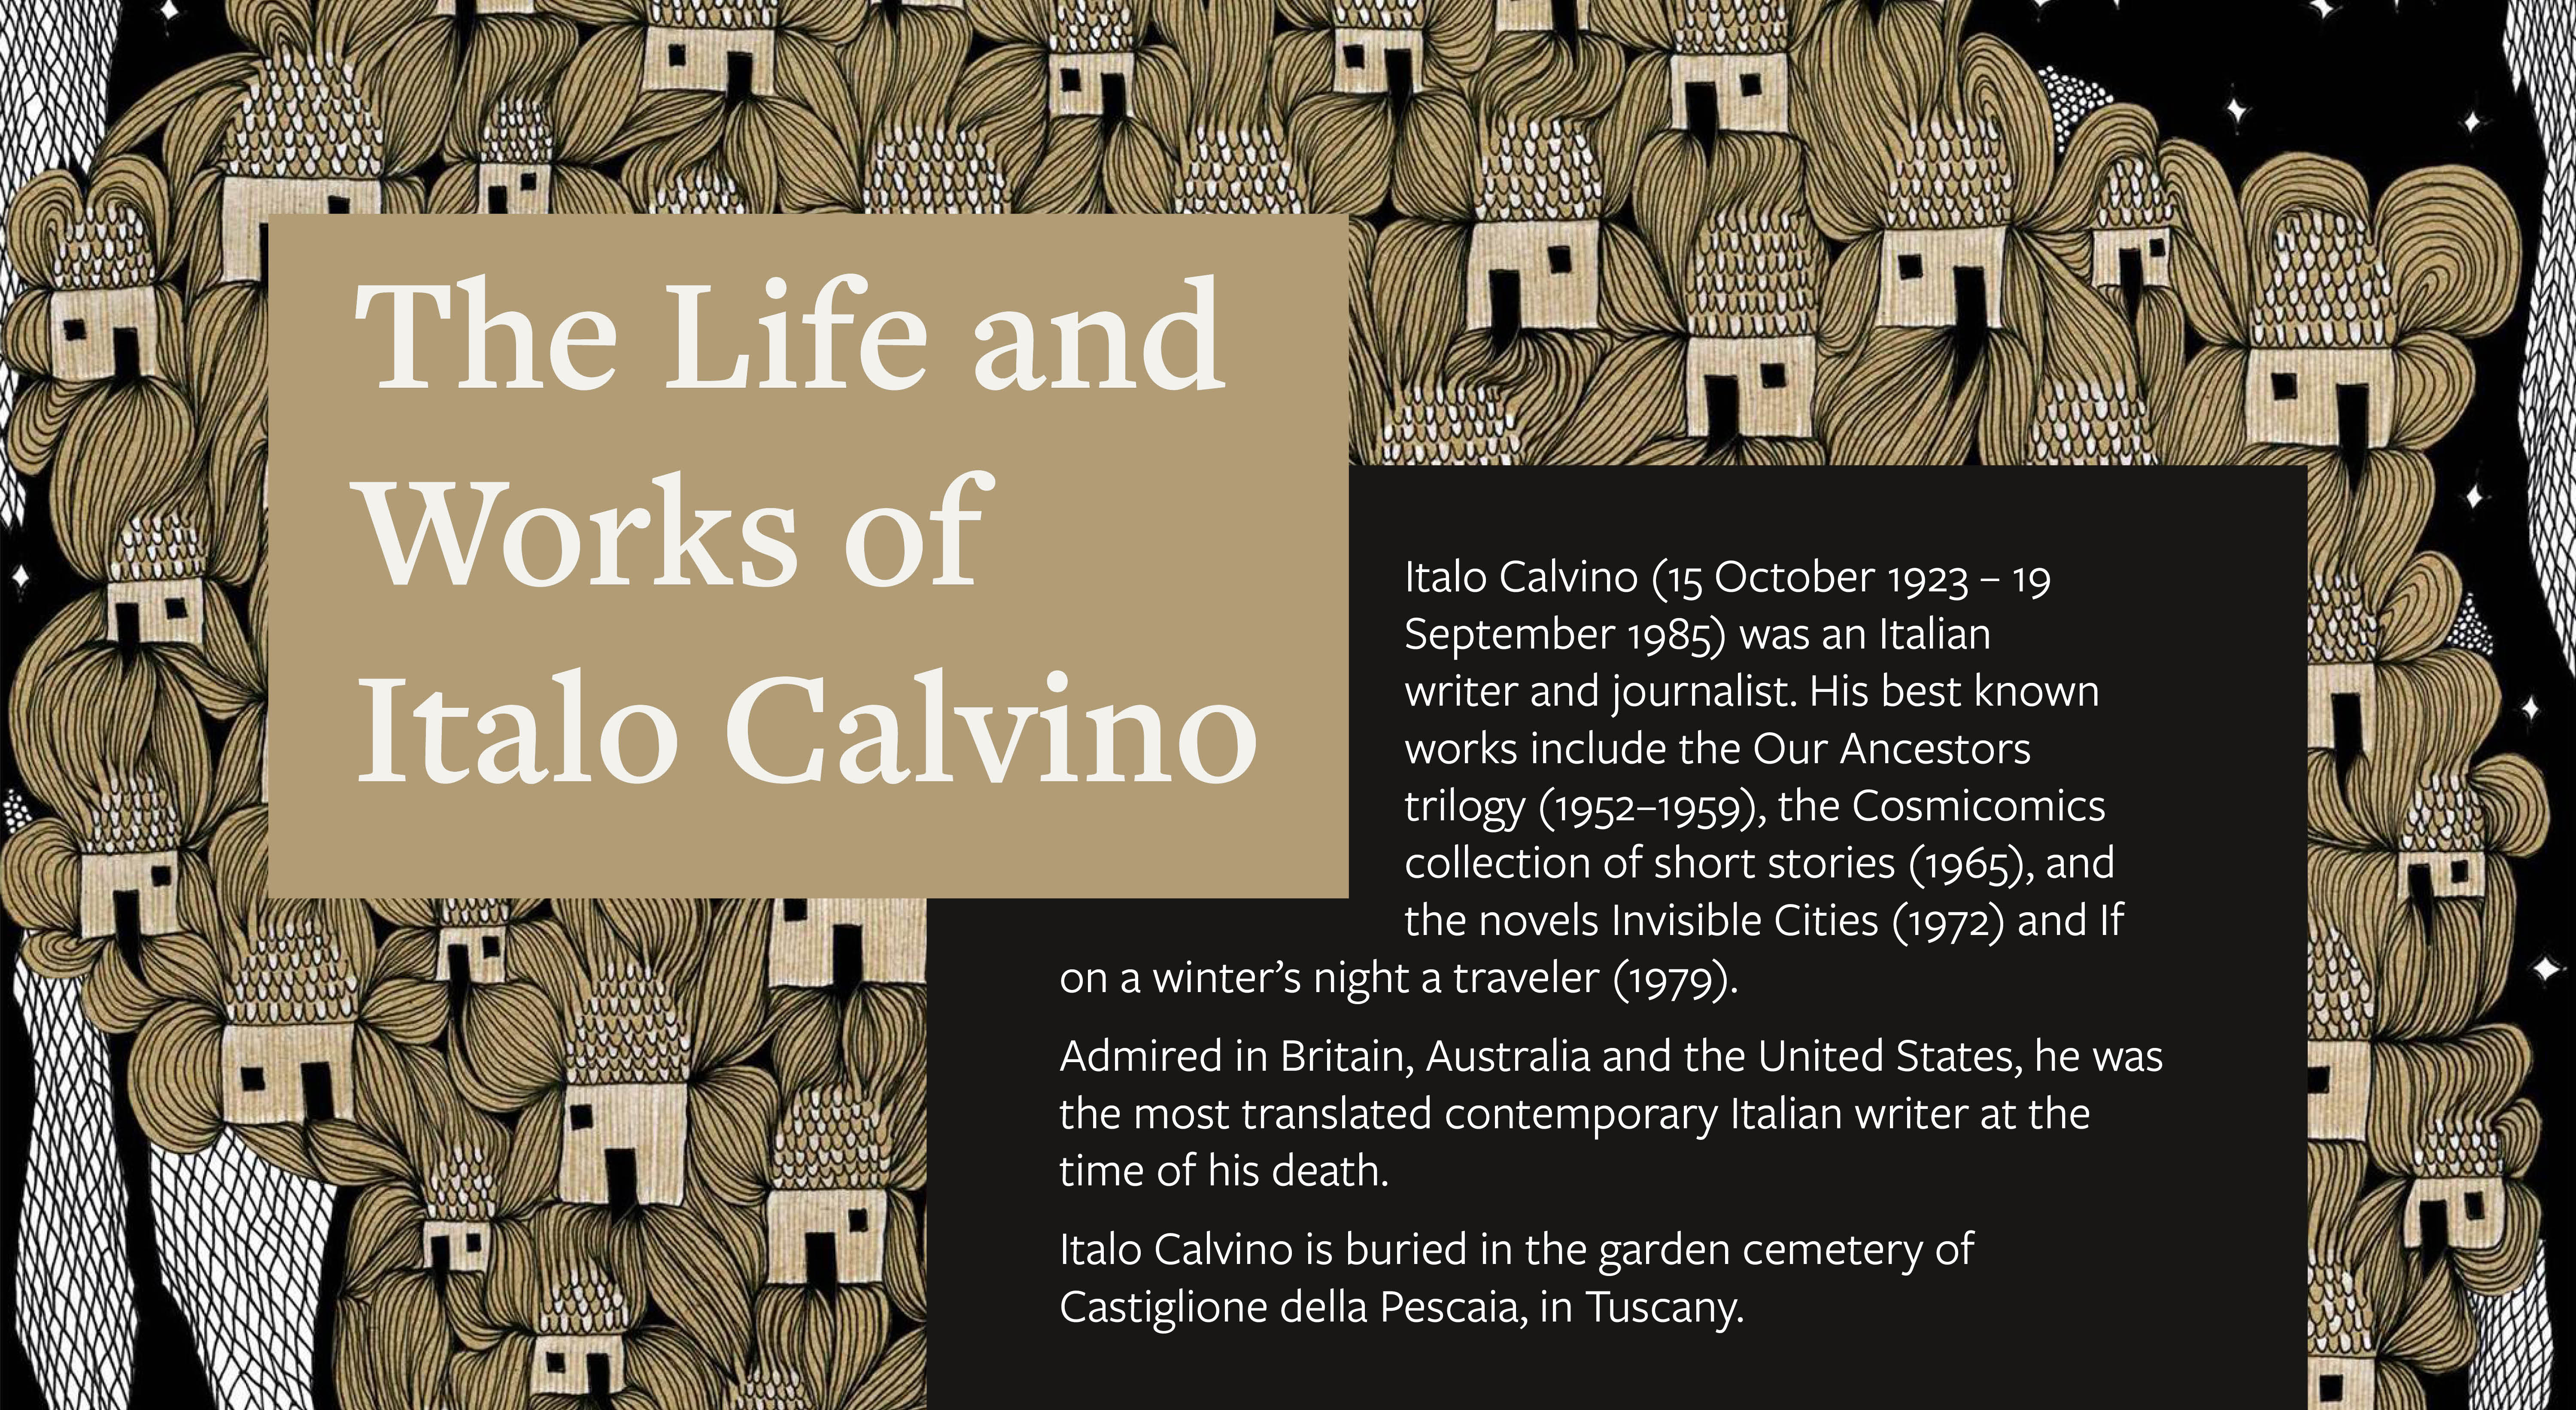 The Life and
Works of
Italo Calvino
Italo Calvino (15 October 1923 – 19
September 1985) was an Italian
writer and journalist. His best known
works include the Our Ancestors
trilogy (1952–1959), the Cosmicomics
collection of short stories (1965), and
the novels Invisible Cities (1972) and If
on a winter’s night a traveler (1979).
Admired in Britain, Australia and the United States, he was
the most translated contemporary Italian writer at the
time of his death.
Italo Calvino is buried in the garden cemetery of
Castiglione della Pescaia, in Tuscany.